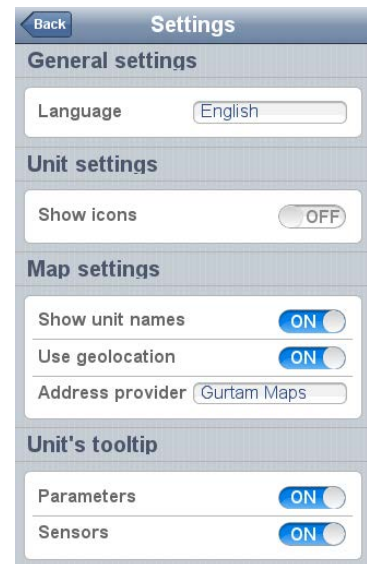 Back Settings
General settings
Language English
Unit settings
Show icons OFF
Map settings
Show unit names ON
Use geolocation ON
Address provider Gurtam Maps
Unit's tooltip
Parameters ON
Sensors ON